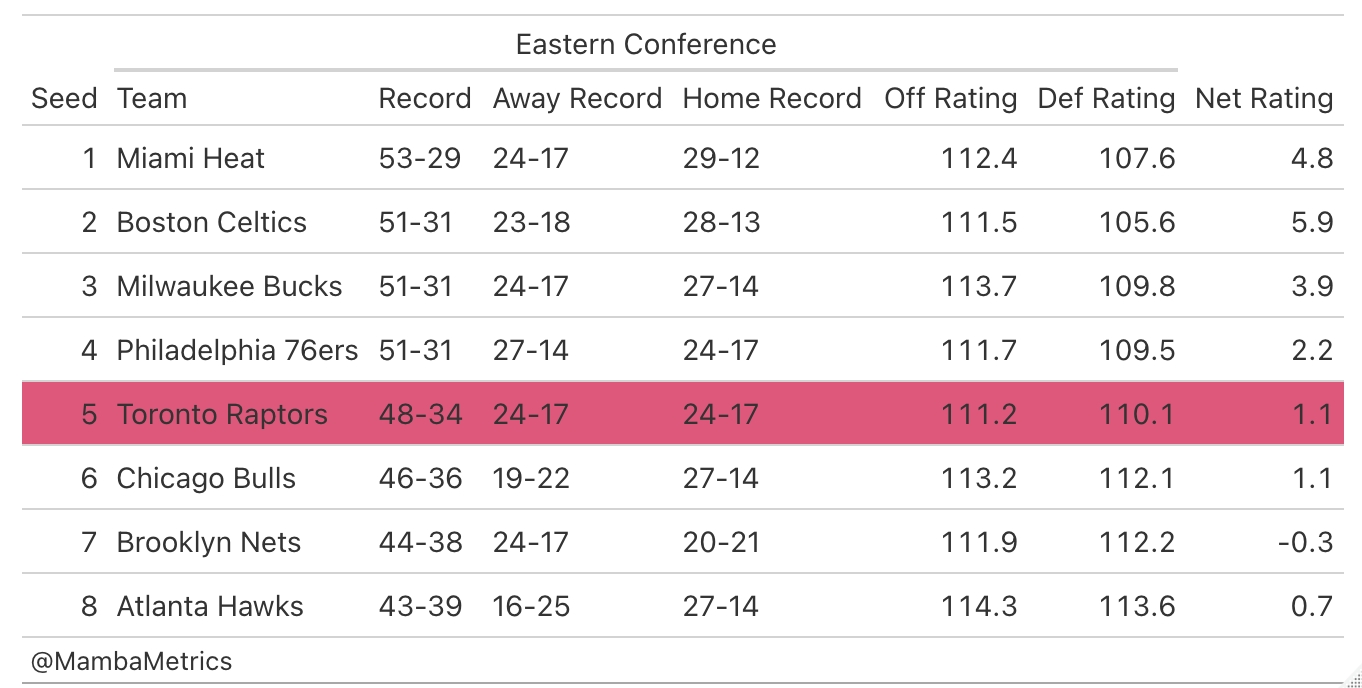 Eastern Conference
Seed Team Record Away Record Home Record Off Rating Def Rating Net Rating
1 Miami Heat 53-29 24-17 29-12 112.4 107.6 4.8
2 Boston Celtics 51-31 23-18 28-13 111.5 105.6 5.9
3 Milwaukee Bucks 51-31 24-17 27-14 113.7 109.8 3.9
4 Philadelphia 76ers 51-31 27-14 24-17 111.7 109.5 2.2
5 Toronto Raptors 48-34 24-17 24-17 111.2 110.1 1.1
6 Chicago Bulls 46-36 19-22 27-14 113.2 112.1 1.1
7 Brooklyn Nets 44-38 24-17 20-21 111.9 112.2 -0.3
8 Atlanta Hawks 43-39 16-25 27-14 114.3 113.6 0.7
@MambaMetrics